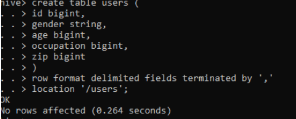 hive> create table users (
. . > id bigint,
. . > gender string,
. . > age bigint,
. . > occupation bigint,
. . > zip bigint
. . > )
. . > row format delimited fields terminated by ','
. . > location '/users';
OK
No rows affected (0.264 seconds)